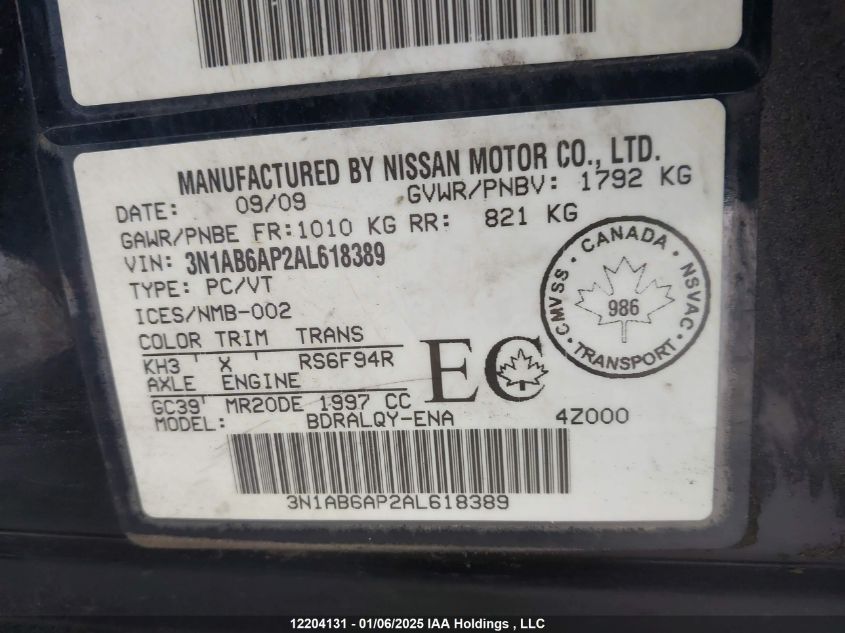 MANUFACTURED BY NISSAN MOTOR CO., LTD.
DATE: 09/09 GVWR/PNBV: 1792 KG
GAWR/PNBE FR:1010 KG RR: 821 KG
VIN: 3N1AB6AP2AL618389
TYPE: PC/VT
ICES/NMB-002
COLOR TRIM TRANS
KH3 ' X ' RS6F94R
AXLE ENGINE
GC39' MR20DE 1997 CC
MODEL: BDRALQY-ENA 4Z000
EC
CANADA
CMVSS · NSVAC
986
TRANSPORT
3N1AB6AP2AL618389
12204131 - 01/06/2025 IAA Holdings , LLC